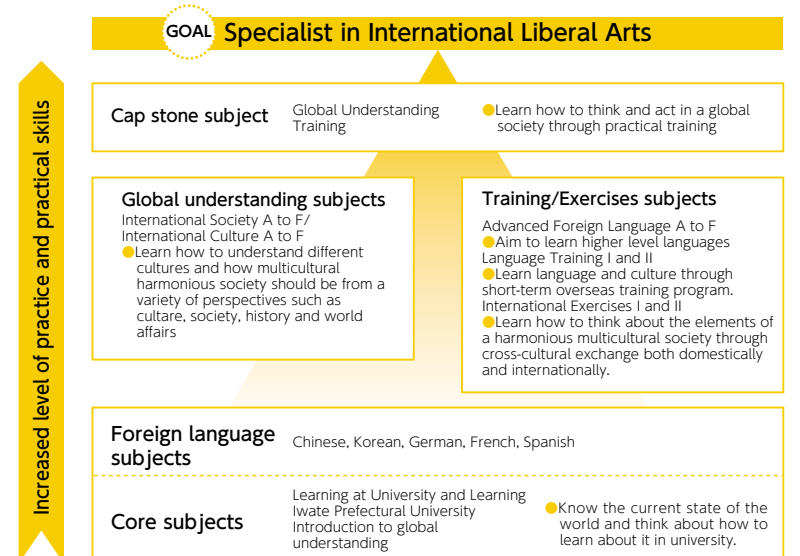 GOAL Specialist in International Liberal Arts
Increased level of practice and practical skills
Cap stone subject
Global Understanding
Training
●Learn how to think and act in a global
society through practical training
Global understanding subjects
International Society A to F/
International Culture A to F
●Learn how to understand different
cultures and how multicultural
harmonious society should be from a
variety of perspectives such as
cultare, society, history and world
affairs
Training/Exercises subjects
Advanced Foreign Language A to F
●Aim to learn higher level languages
Language Training I and II
●Learn language and culture through
short-term overseas training program.
International Exercises I and II
●Learn how to think about the elements of
a harmonious multicultural society through
cross-cultural exchange both domestically
and internationally.
Foreign language
subjects
Chinese, Korean, German, French, Spanish
Core subjects
Learning at University and Learning
Iwate Prefectural University
Introduction to global
understanding
●Know the current state of the
world and think about how to
learn about it in university.